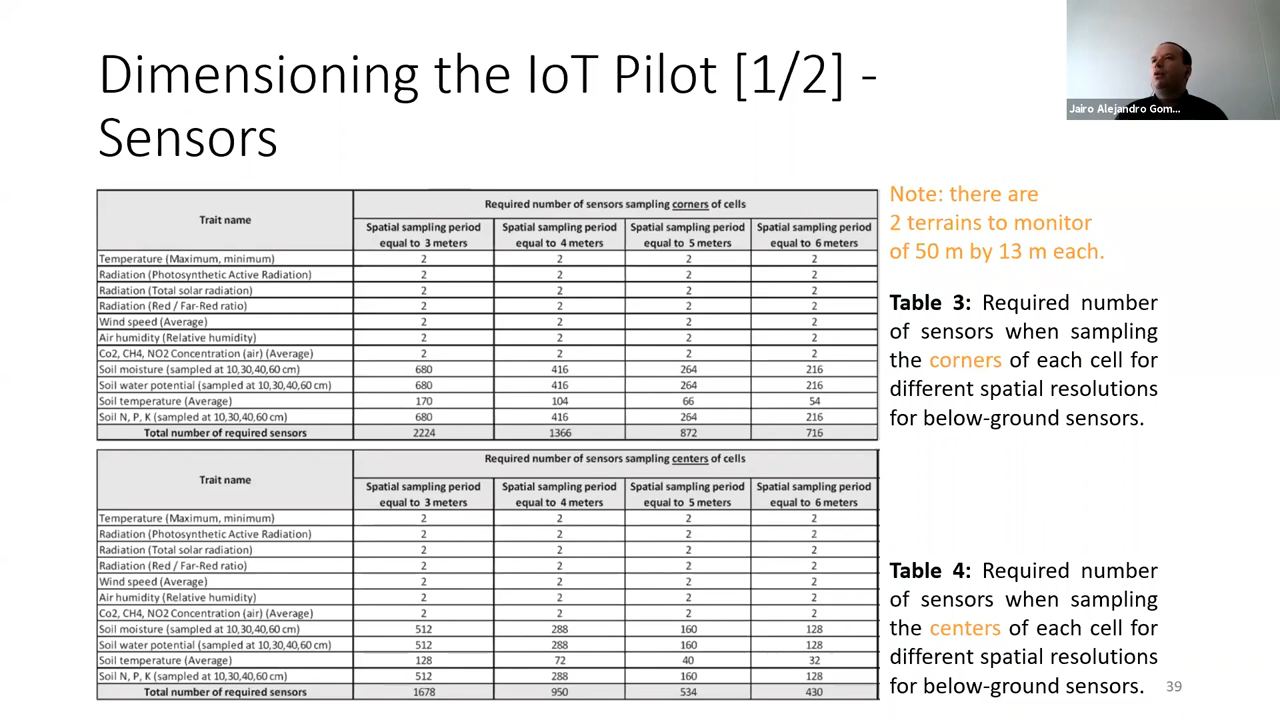 Dimensioning the IoT Pilot [1/2] -
Sensors
Jairo Alejandro Gom...
Trait name
Required number of sensors sampling corners of cells
Spatial sampling period equal to 3 meters
Spatial sampling period equal to 4 meters
Spatial sampling period equal to 5 meters
Spatial sampling period equal to 6 meters
Temperature (Maximum, minimum) 2 2 2 2
Radiation (Photosynthetic Active Radiation) 2 2 2 2
Radiation (Total solar radiation) 2 2 2 2
Radiation (Red / Far-Red ratio) 2 2 2 2
Wind speed (Average) 2 2 2 2
Air humidity (Relative humidity) 2 2 2 2
Co2, CH4, NO2 Concentration (air) (Average) 2 2 2 2
Soil moisture (sampled at 10,30,40,60 cm) 680 416 264 216
Soil water potential (sampled at 10,30,40,60 cm) 680 416 264 216
Soil temperature (Average) 170 104 66 54
Soil N, P, K (sampled at 10,30,40,60 cm) 680 416 264 216
Total number of required sensors 2224 1366 872 716
Trait name
Required number of sensors sampling centers of cells
Spatial sampling period equal to 3 meters
Spatial sampling period equal to 4 meters
Spatial sampling period equal to 5 meters
Spatial sampling period equal to 6 meters
Temperature (Maximum, minimum) 2 2 2 2
Radiation (Photosynthetic Active Radiation) 2 2 2 2
Radiation (Total solar radiation) 2 2 2 2
Radiation (Red / Far-Red ratio) 2 2 2 2
Wind speed (Average) 2 2 2 2
Air humidity (Relative humidity) 2 2 2 2
Co2, CH4, NO2 Concentration (air) (Average) 2 2 2 2
Soil moisture (sampled at 10,30,40,60 cm) 512 288 160 128
Soil water potential (sampled at 10,30,40,60 cm) 512 288 160 128
Soil temperature (Average) 128 72 40 32
Soil N, P, K (sampled at 10,30,40,60 cm) 512 288 160 128
Total number of required sensors 1678 950 534 430
Note: there are
2 terrains to monitor
of 50 m by 13 m each.
Table 3: Required number
of sensors when sampling
the corners of each cell for
different spatial resolutions
for below-ground sensors.
Table 4: Required number
of sensors when sampling
the centers of each cell for
different spatial resolutions
for below-ground sensors.
39